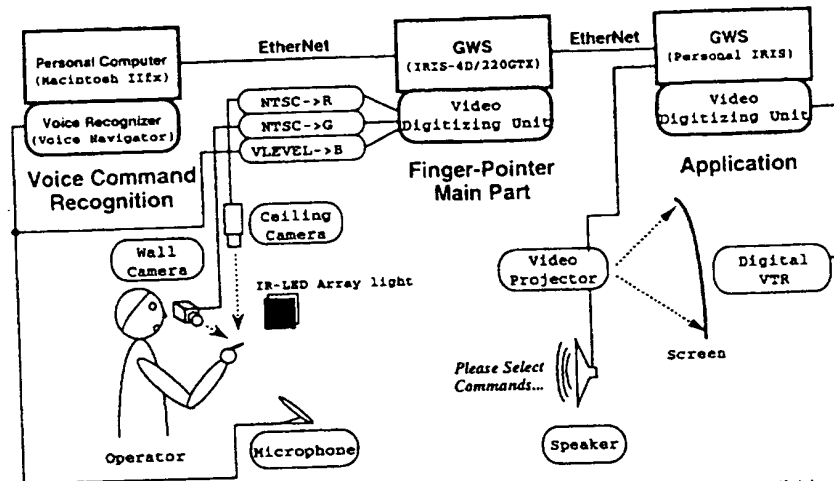 EtherNet
EtherNet
Personal Computer
(Macintosh IIfx)
GWS
(IRIS-4D/220GTX)
GWS
(Personal IRIS)
Voice Recognizer
(Voice Navigator)
NTSC->R
NTSC->G
VLEVEL->B
Video
Digitizing Unit
Video
Digitizing Unit
Voice Command
Recognition
Finger-Pointer
Main Part
Application
Ceiling
Camera
Wall
Camera
IR-LED Array light
Video
Projector
Digital
VTR
Screen
Please Select
Commands...
Operator
Microphone
Speaker